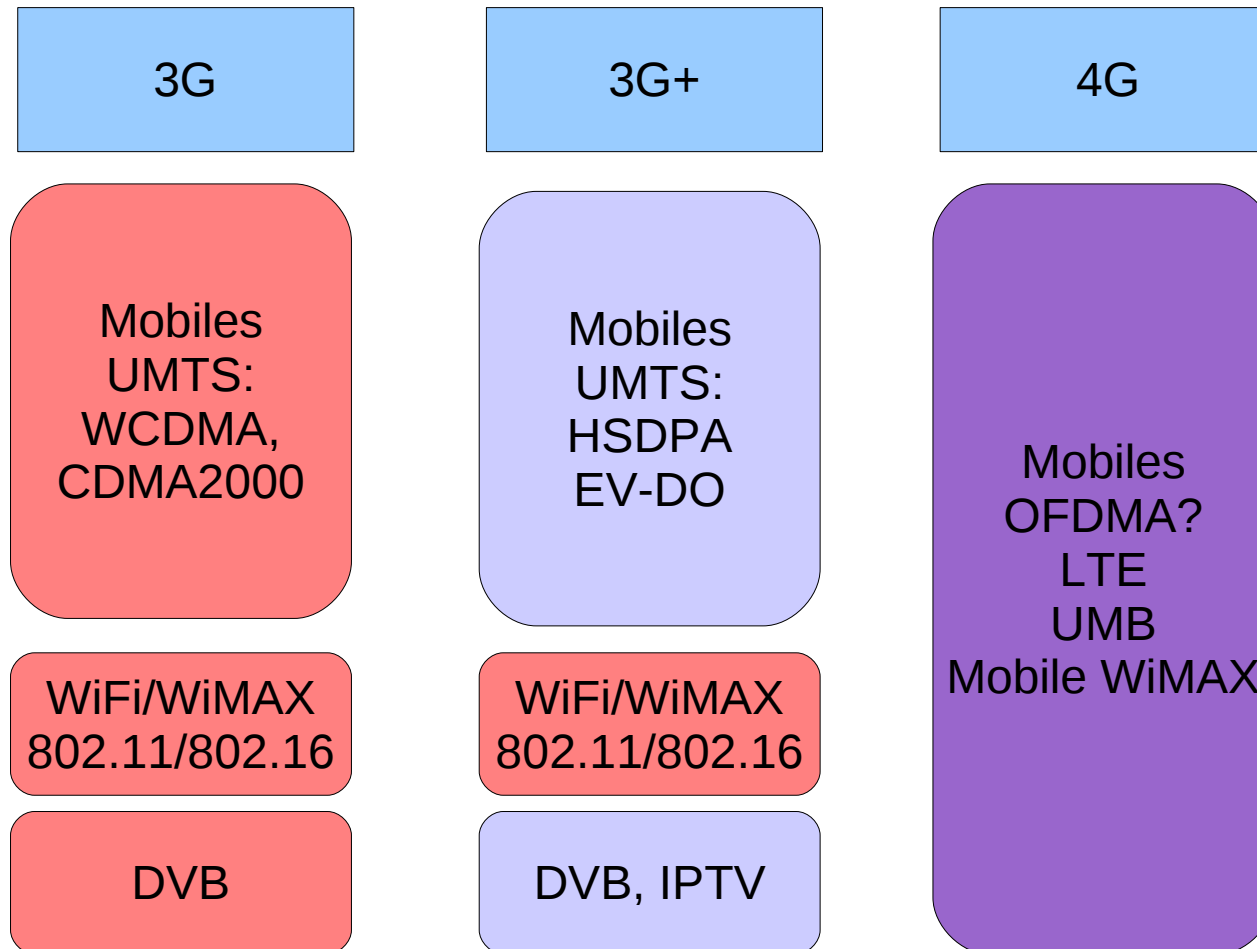 3G
3G+
4G
Mobiles
UMTS:
WCDMA,
CDMA2000
Mobiles
UMTS:
HSDPA
EV-DO
Mobiles
OFDMA?
LTE
UMB
Mobile WiMAX
WiFi/WiMAX
802.11/802.16
WiFi/WiMAX
802.11/802.16
DVB
DVB, IPTV